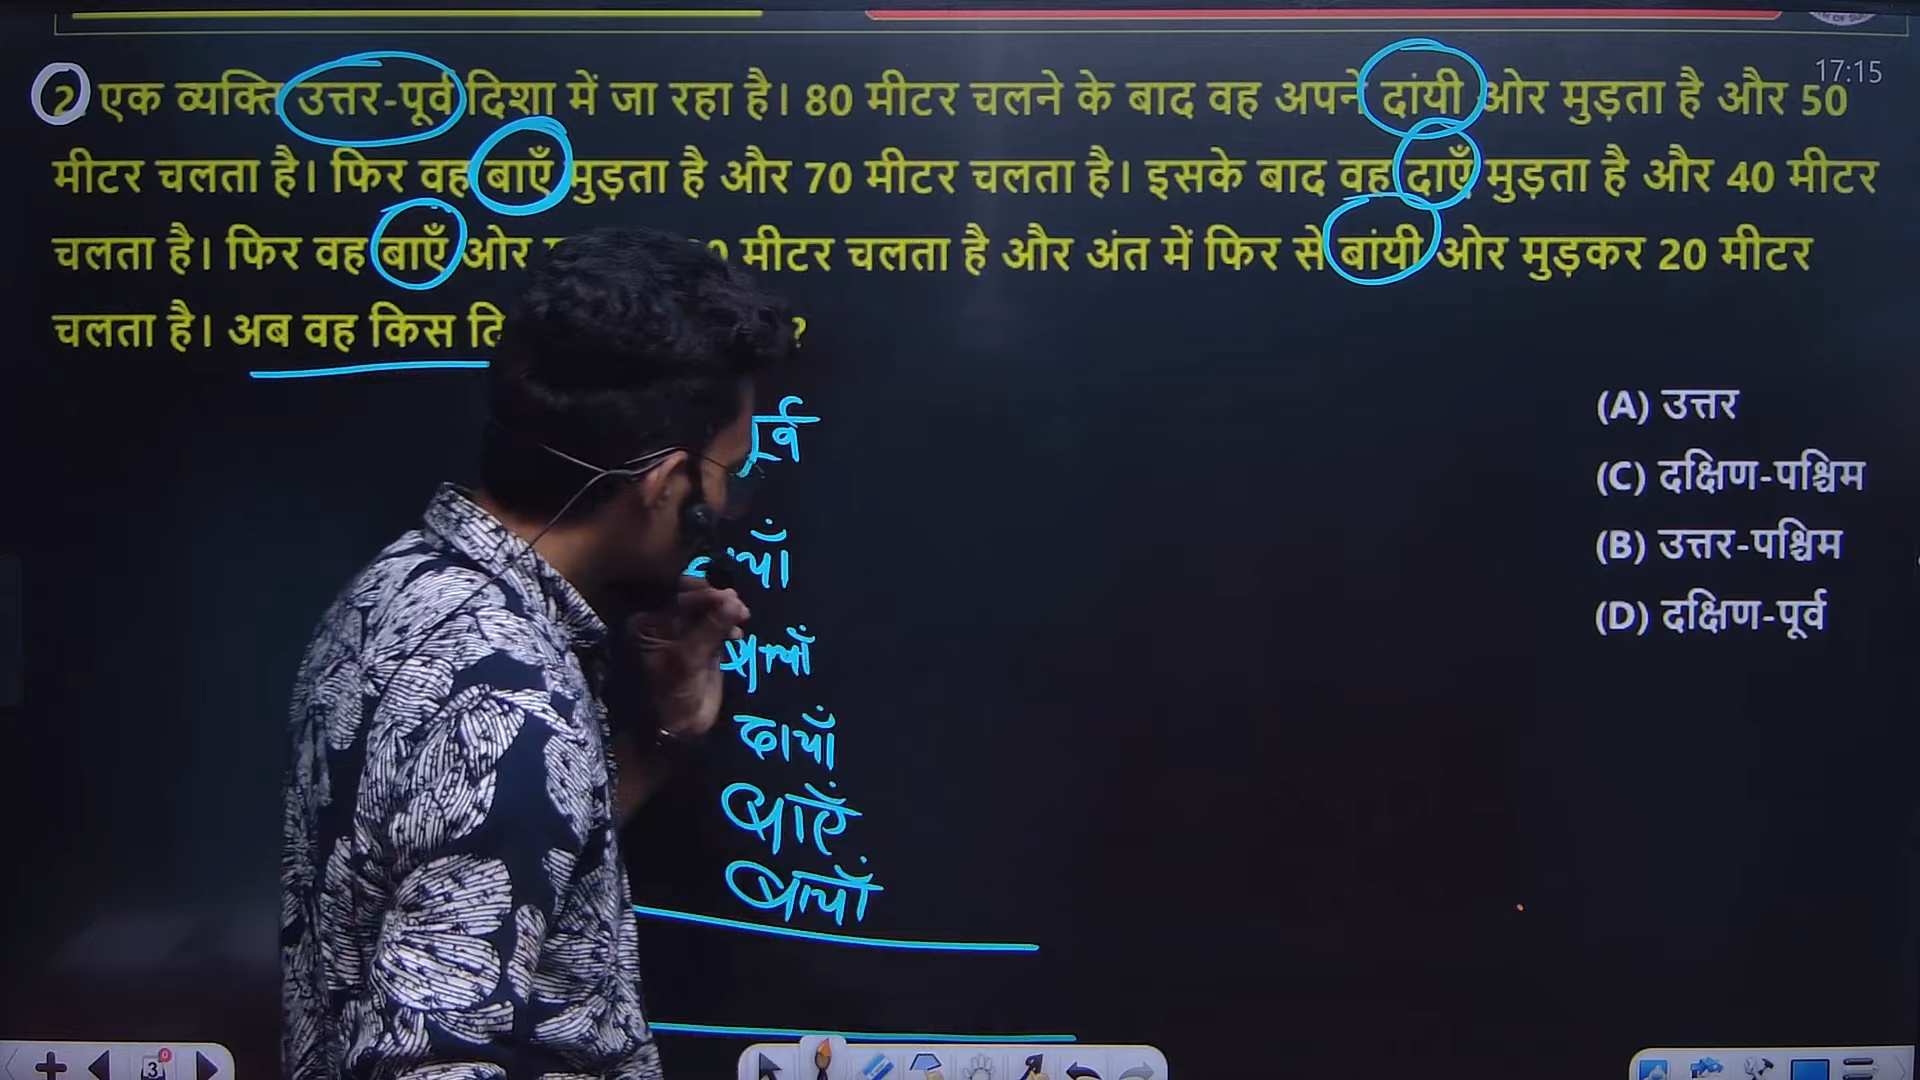 17:15
2. एक व्यक्ति उत्तर-पूर्व दिशा में जा रहा है। 80 मीटर चलने के बाद वह अपने दांयी ओर मुड़ता है और 50
मीटर चलता है। फिर वह बाएँ मुड़ता है और 70 मीटर चलता है। इसके बाद वह दाएँ मुड़ता है और 40 मीटर
चलता है। फिर वह बाएँ ओर मीटर चलता है और अंत में फिर से बांयी ओर मुड़कर 20 मीटर
चलता है। अब वह किस ?
(A) उत्तर
(C) दक्षिण-पश्चिम
(B) उत्तर-पश्चिम
(D) दक्षिण-पूर्व
दायाँ
बाएँ
बायाँ
3
0